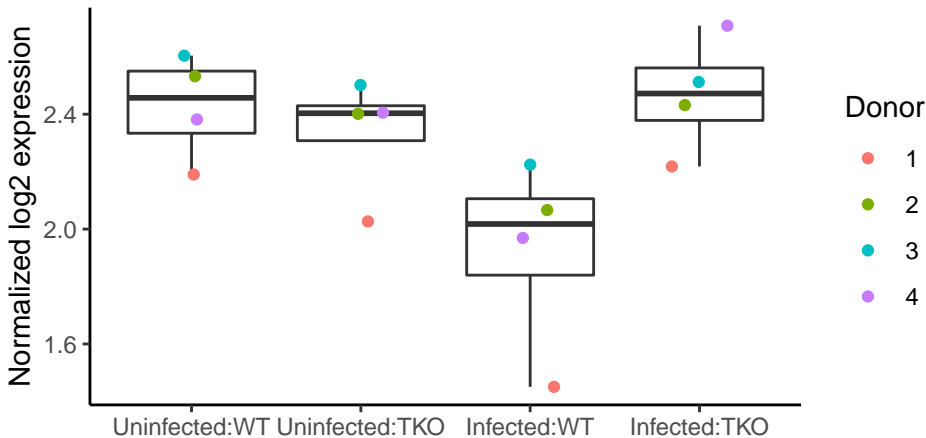 Normalized log2 expression
2.4
2.0
1.6
Uninfected:WT
Uninfected:TKO
Infected:WT
Infected:TKO
Donor
1
2
3
4